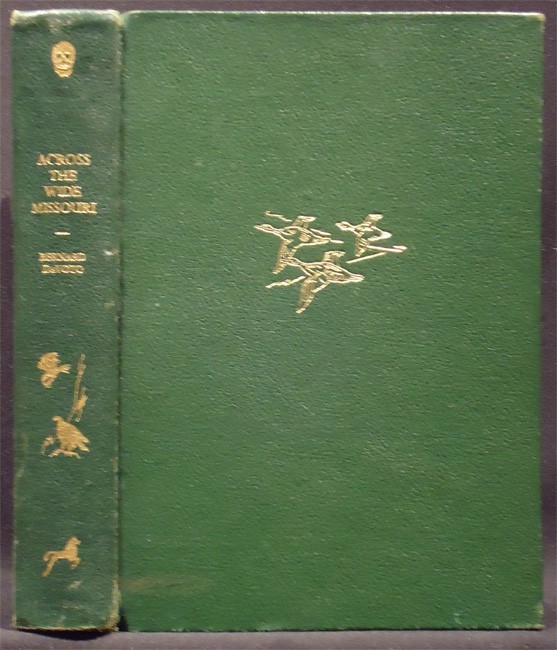 ACROSS
THE
WIDE
MISSOURI
BERNARD
DEVOTO